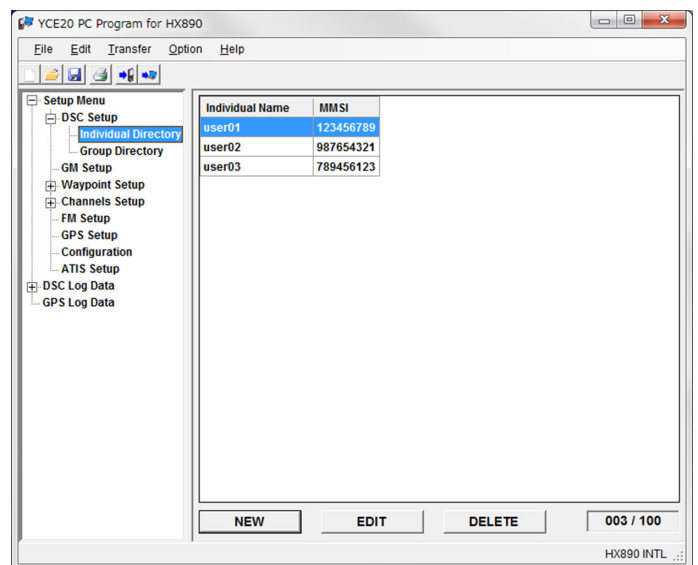 YCE20 PC Program for HX890
File Edit Transfer Option Help
Setup Menu
DSC Setup
Individual Directory
Group Directory
GM Setup
Waypoint Setup
Channels Setup
FM Setup
GPS Setup
Configuration
ATIS Setup
DSC Log Data
GPS Log Data
Individual Name MMSI
user01 123456789
user02 987654321
user03 789456123
NEW EDIT DELETE 003 / 100
HX890 INTL